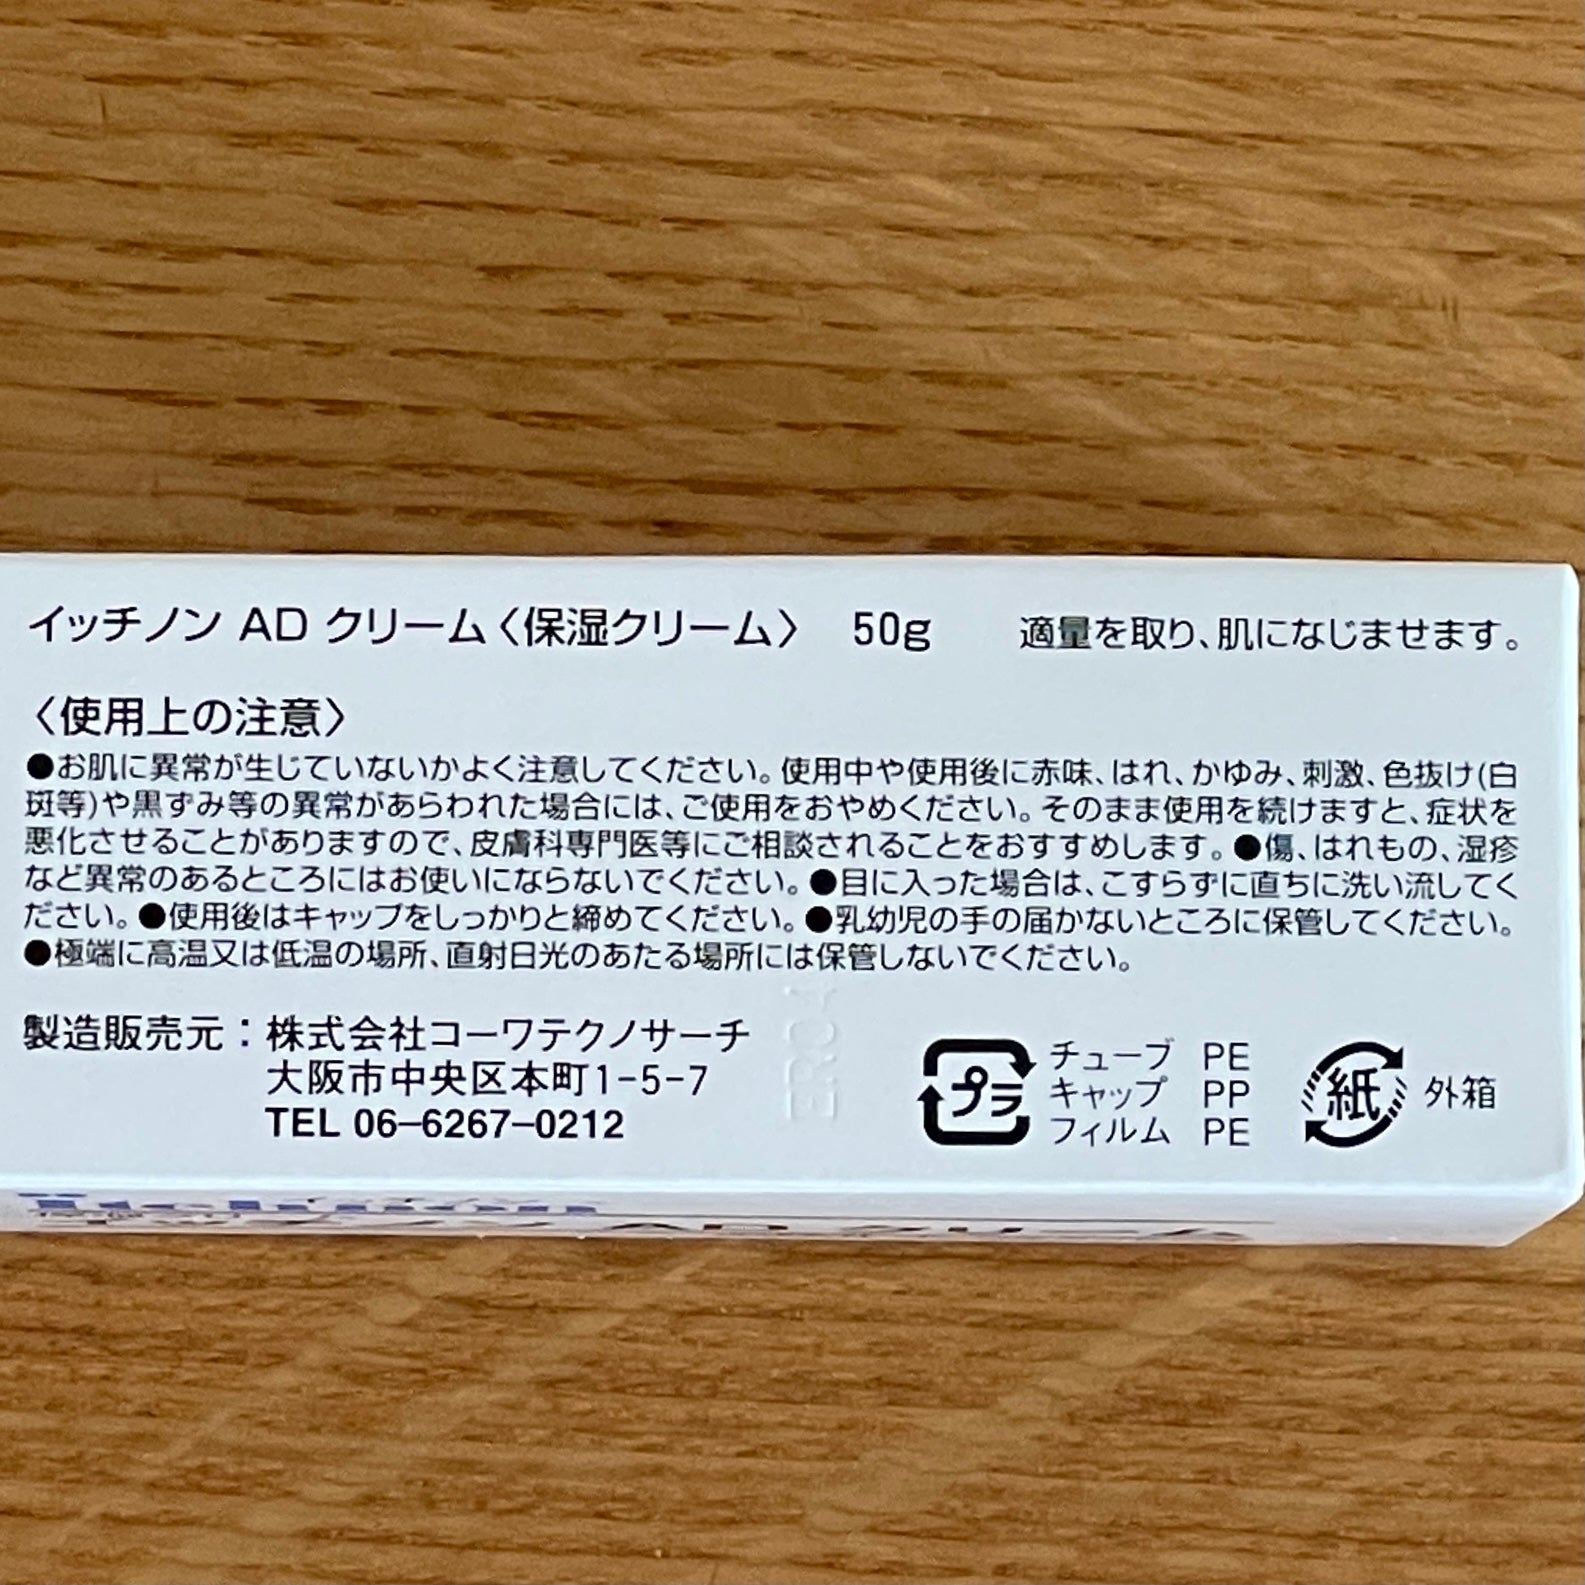 イッチノン AD クリーム〈保湿クリーム〉 50g 適量を取り、肌になじませます。
〈使用上の注意〉
●お肌に異常が生じていないかよく注意してください。使用中や使用後に赤味、はれ、かゆみ、刺激、色抜け(白
斑等)や黒ずみ等の異常があらわれた場合には、ご使用をおやめください。そのまま使用を続けますと、症状を
悪化させることがありますので、皮膚科専門医等にご相談されることをおすすめします。●傷、はれもの、湿疹
など異常のあるところにはお使いにならないでください。●目に入った場合は、こすらずに直ちに洗い流してく
ださい。●使用後はキャップをしっかりと締めてください。●乳幼児の手の届かないところに保管してください。
●極端に高温又は低温の場所、直射日光のあたる場所には保管しないでください。
製造販売元：株式会社コーワテクノサーチ
大阪市中央区本町1-5-7
TEL 06-6267-0212
ER04
プラ
チューブ PE
キャップ PP
フィルム PE
紙 外箱